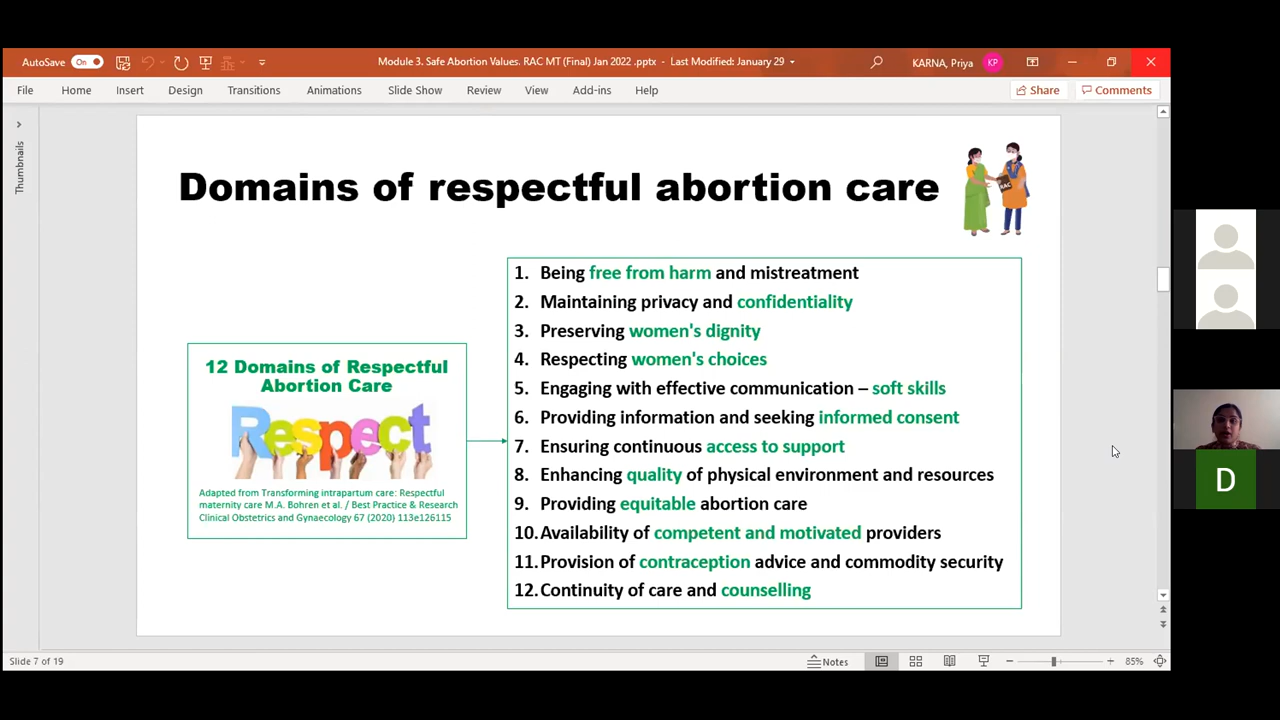 AutoSave On
Module 3. Safe Abortion Values. RAC MT (Final) Jan 2022 .pptx - Last Modified: January 29
KARNA, Priya KP
File Home Insert Design Transitions Animations Slide Show Review View Add-ins Help Share Comments
Thumbnails
Domains of respectful abortion care
RAC
12 Domains of Respectful
Abortion Care
Respect
Adapted from Transforming intrapartum care: Respectful
maternity care M.A. Bohren et al. / Best Practice & Research
Clinical Obstetrics and Gynaecology 67 (2020) 113e126115
1. Being free from harm and mistreatment
2. Maintaining privacy and confidentiality
3. Preserving women's dignity
4. Respecting women's choices
5. Engaging with effective communication – soft skills
6. Providing information and seeking informed consent
7. Ensuring continuous access to support
8. Enhancing quality of physical environment and resources
9. Providing equitable abortion care
10. Availability of competent and motivated providers
11. Provision of contraception advice and commodity security
12. Continuity of care and counselling
D
Slide 7 of 19
Notes
85%